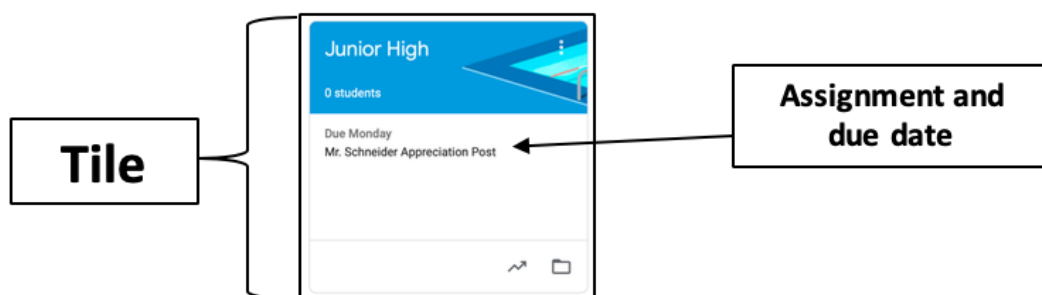 Tile
Junior High
0 students
Due Monday
Mr. Schneider Appreciation Post
Assignment and
due date